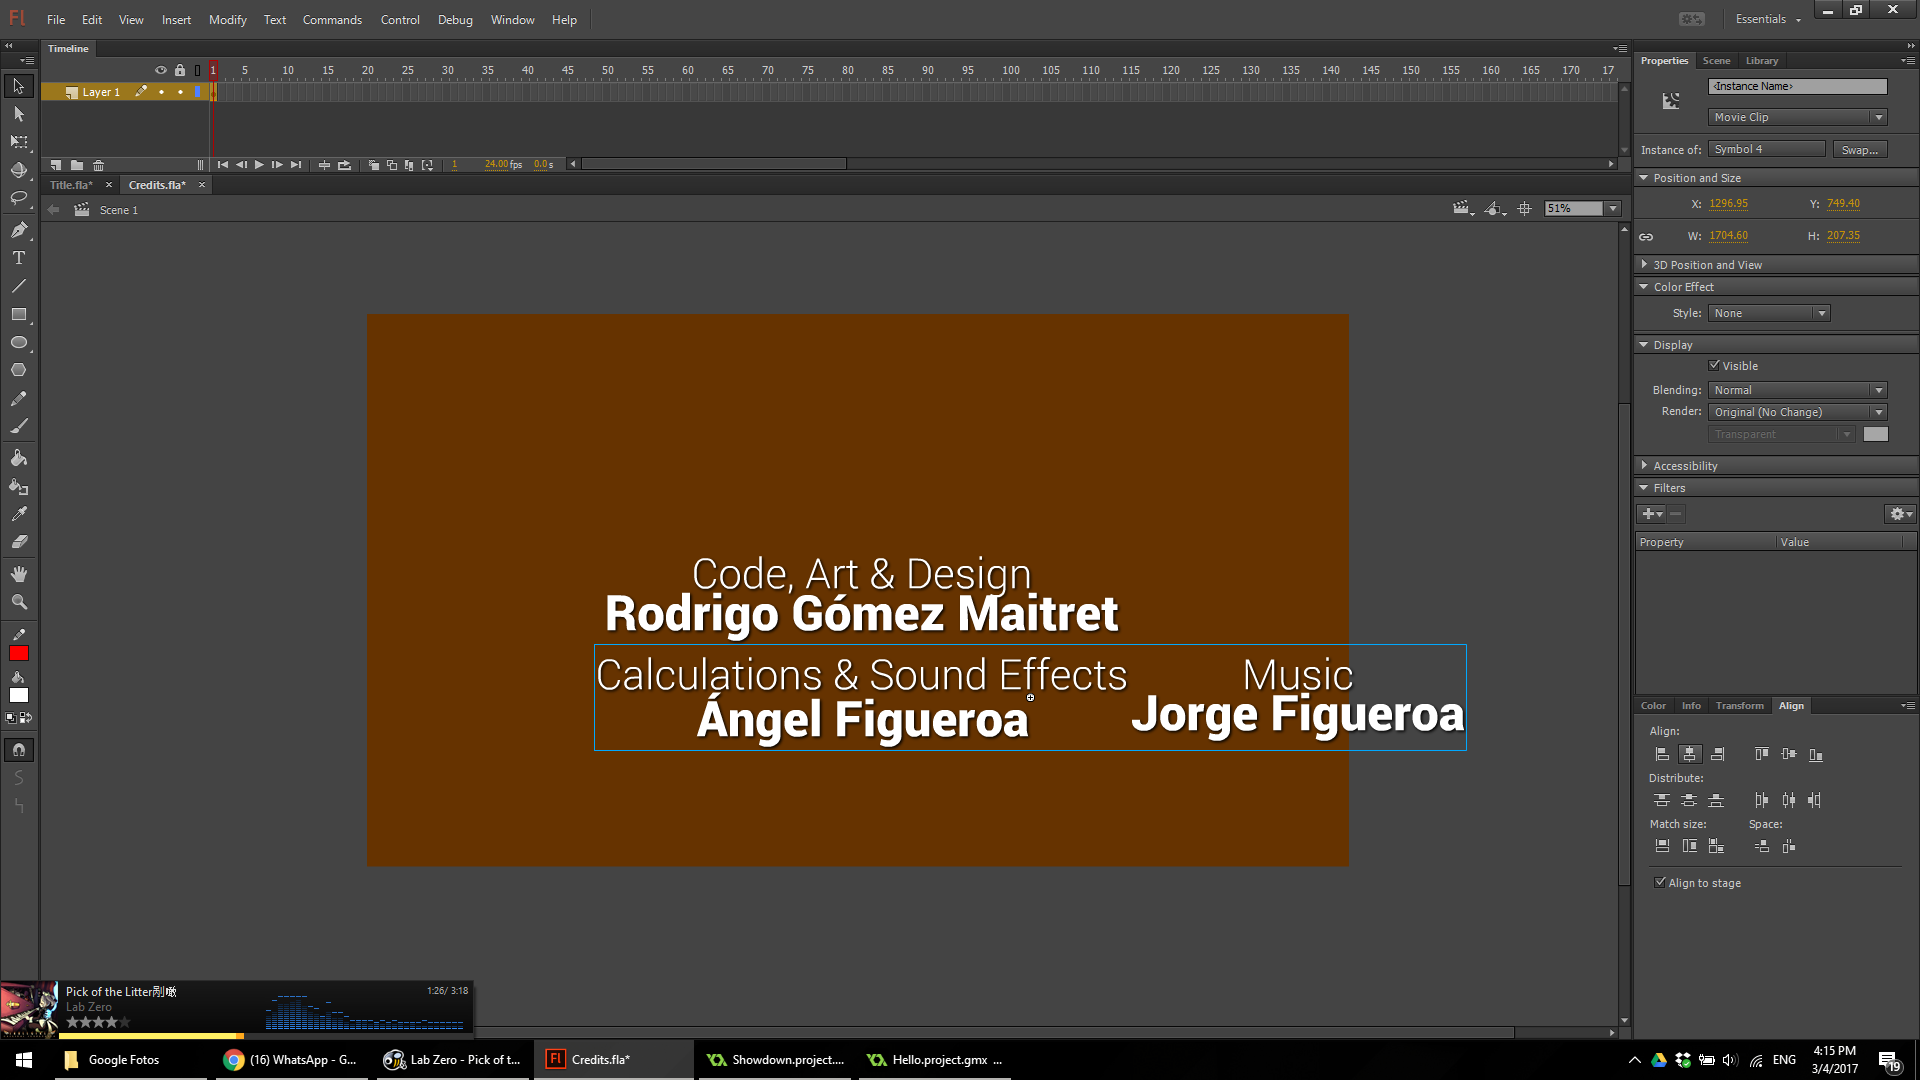 Fl File Edit View Insert Modify Text Commands Control Debug Window Help Essentials
Timeline
1 5 10 15 20 25 30 35 40 45 50 55 60 65 70 75 80 85 90 95 100 105 110 115 120 125 130 135 140 145 150 155 160 165 170 17
Layer 1
1 24.00 fps 0.0 s
Title.fla* Credits.fla*
Scene 1
51%
Code, Art & Design
Rodrigo Gómez Maitret
Calculations & Sound Effects
Ángel Figueroa
Music
Jorge Figueroa
Properties Scene Library
<Instance Name>
Movie Clip
Instance of: Symbol 4 Swap...
Position and Size
X: 1296.95 Y: 749.40
W: 1704.60 H: 207.35
3D Position and View
Color Effect
Style: None
Display
Visible
Blending: Normal
Render: Original (No Change)
Transparent
Accessibility
Filters
Property Value
Color Info Transform Align
Align:
Distribute:
Match size: Space:
Align to stage
Pick of the Litter 1:26/ 3:18
Lab Zero
Google Fotos
(16) WhatsApp - G...
Lab Zero - Pick of t...
Fl Credits.fla*
Showdown.project....
Hello.project.gmx ...
ENG
4:15 PM
3/4/2017
19